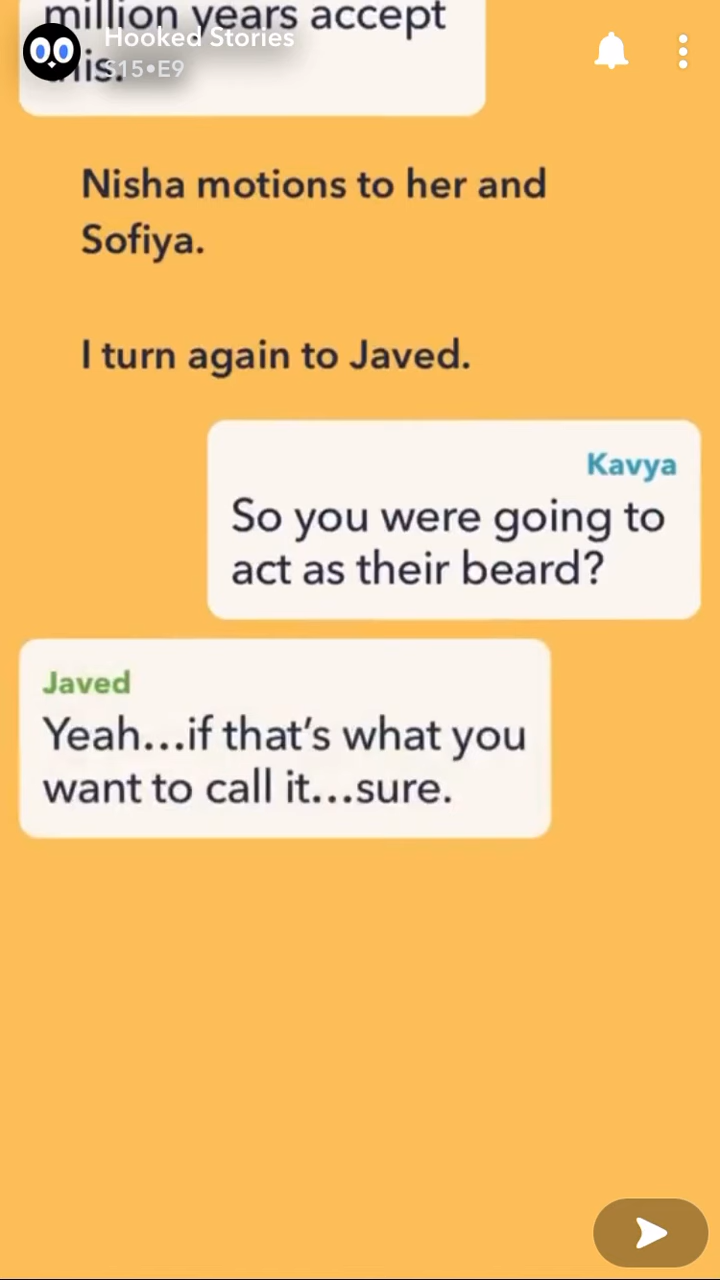 million years accept
this.
Hooked Stories
S15•E9
Nisha motions to her and
Sofiya.
I turn again to Javed.
Kavya
So you were going to
act as their beard?
Javed
Yeah...if that's what you
want to call it...sure.